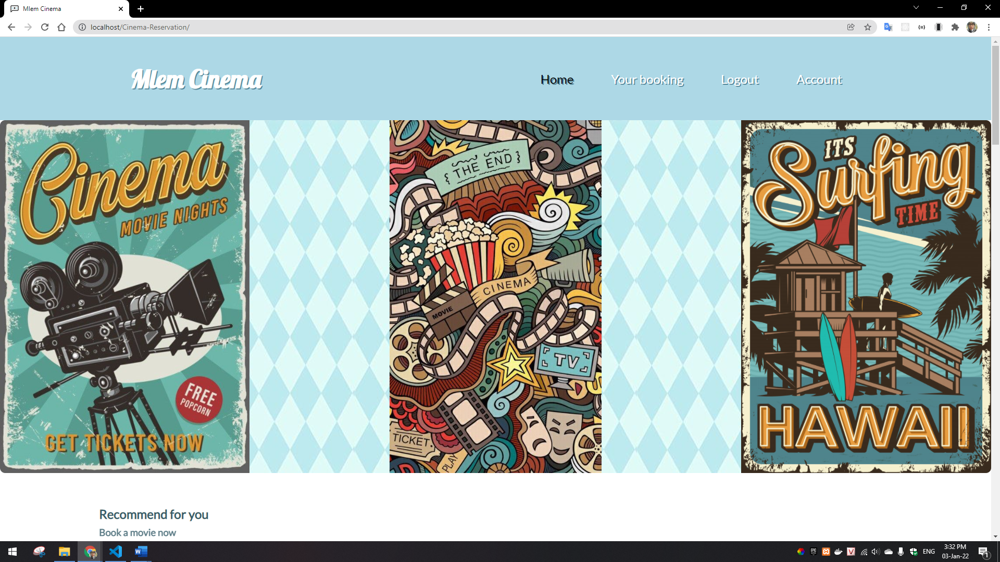 Mlem Cinema
localhost/Cinema-Reservation/
Mlem Cinema
Home
Your booking
Logout
Account
Cinema
MOVIE NIGHTS
FREE
POPCORN
GET TICKETS NOW
{ THE END }
CINEMA
MOVIE
TV
TICKET
PLAY
ITS
Surfing
TIME
HAWAII
Recommend for you
Book a movie now
ENG
3:32 PM
03-Jan-22
1